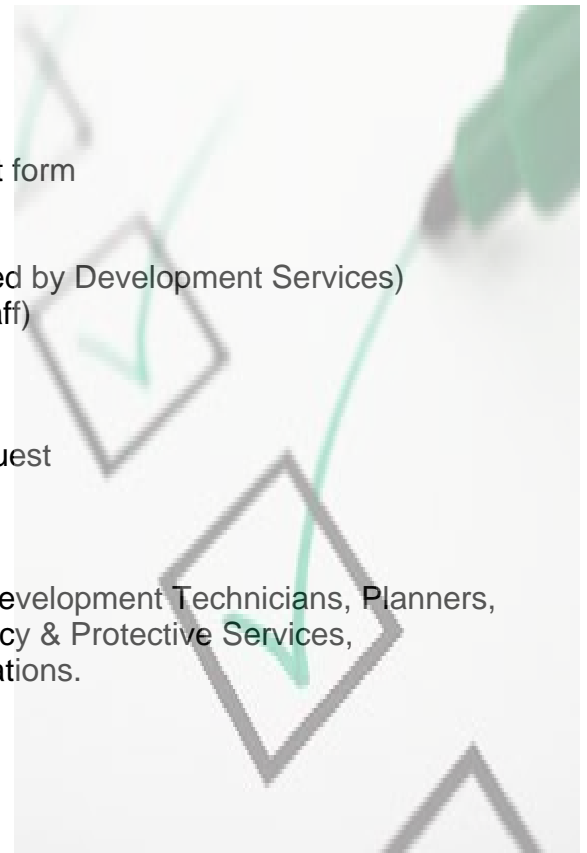 t form
ed by Development Services)
aff)
uest
evelopment Technicians, Planners,
cy & Protective Services,
ations.